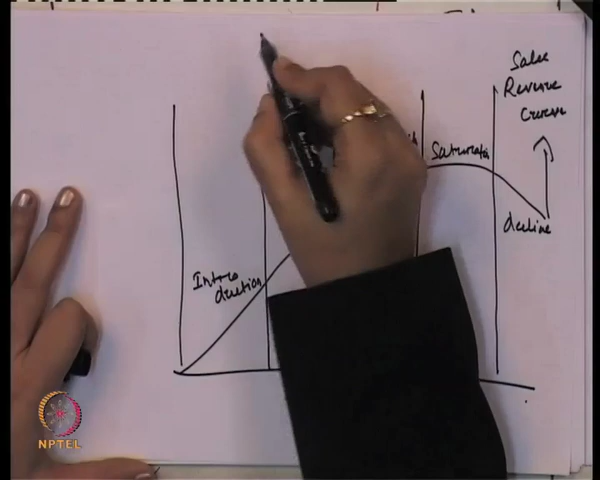 Sales
Revenue
Curve
Saturation
decline
Intro
duction
NPTEL